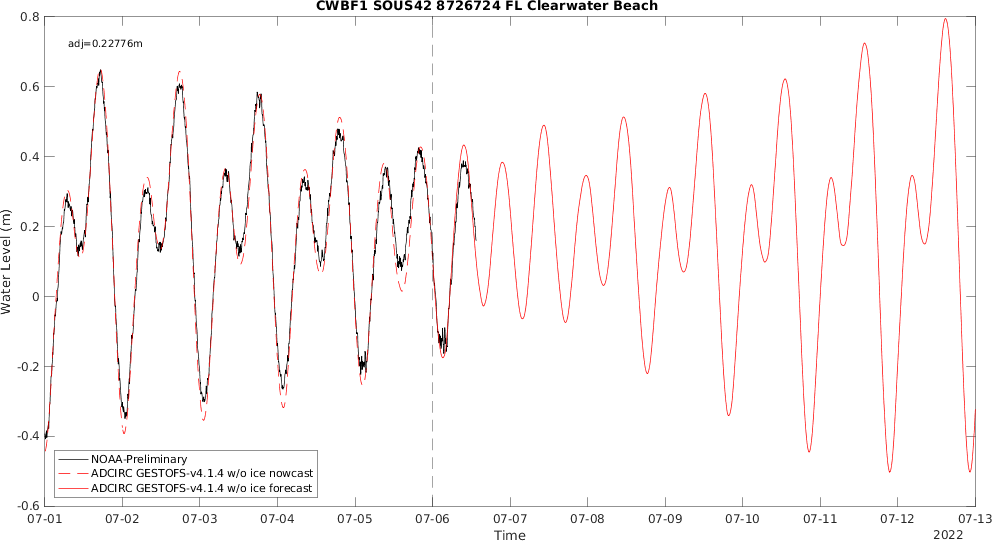 CWBF1 SOUS42 8726724 FL Clearwater Beach
adj=0.22776m
0.8
0.6
0.4
0.2
0
-0.2
-0.4
-0.6
Water Level (m)
NOAA-Preliminary
ADCIRC GESTOFS-v4.1.4 w/o ice nowcast
ADCIRC GESTOFS-v4.1.4 w/o ice forecast
07-01 07-02 07-03 07-04 07-05 07-06 07-07 07-08 07-09 07-10 07-11 07-12 07-13
Time
2022